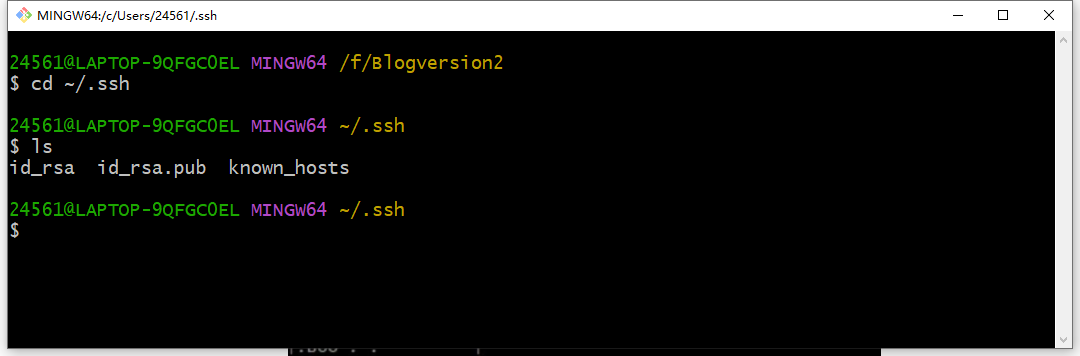 MINGW64:/c/Users/24561/.ssh
24561@LAPTOP-9QFGC0EL MINGW64 /f/Blogversion2
$ cd ~/.ssh
24561@LAPTOP-9QFGC0EL MINGW64 ~/.ssh
$ ls
id_rsa  id_rsa.pub  known_hosts
24561@LAPTOP-9QFGC0EL MINGW64 ~/.ssh
$